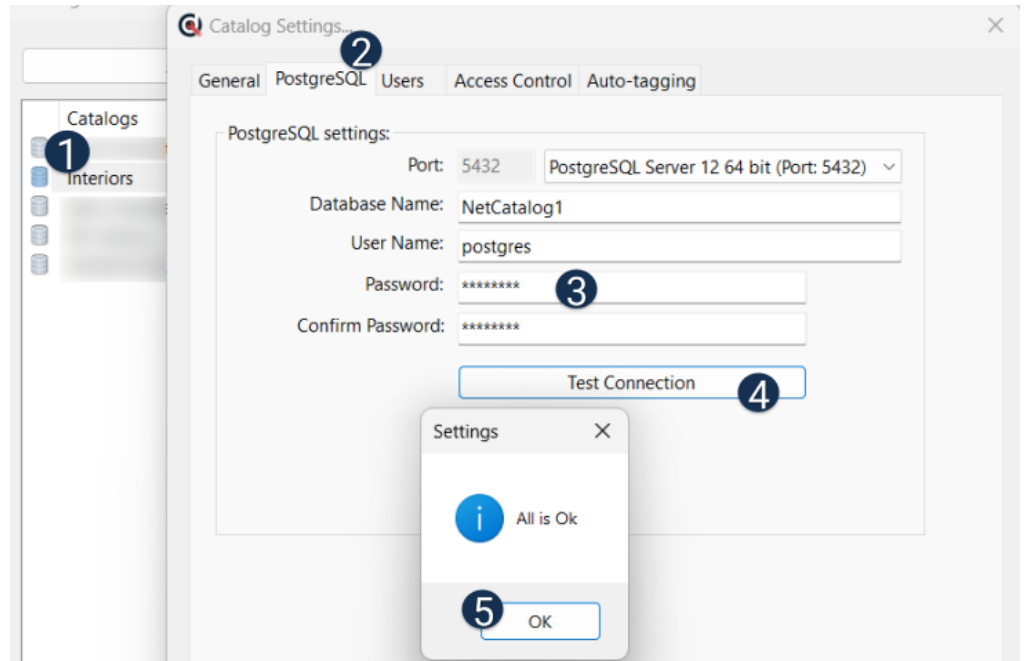 Catalog Settings...
2
General PostgreSQL Users Access Control Auto-tagging
Catalogs
PostgreSQL settings:
1
Port: 5432 PostgreSQL Server 12 64 bit (Port: 5432)
Interiors
Database Name: NetCatalog1
User Name: postgres
Password: ******** 3
Confirm Password: ********
Test Connection 4
Settings
i All is Ok
5 OK